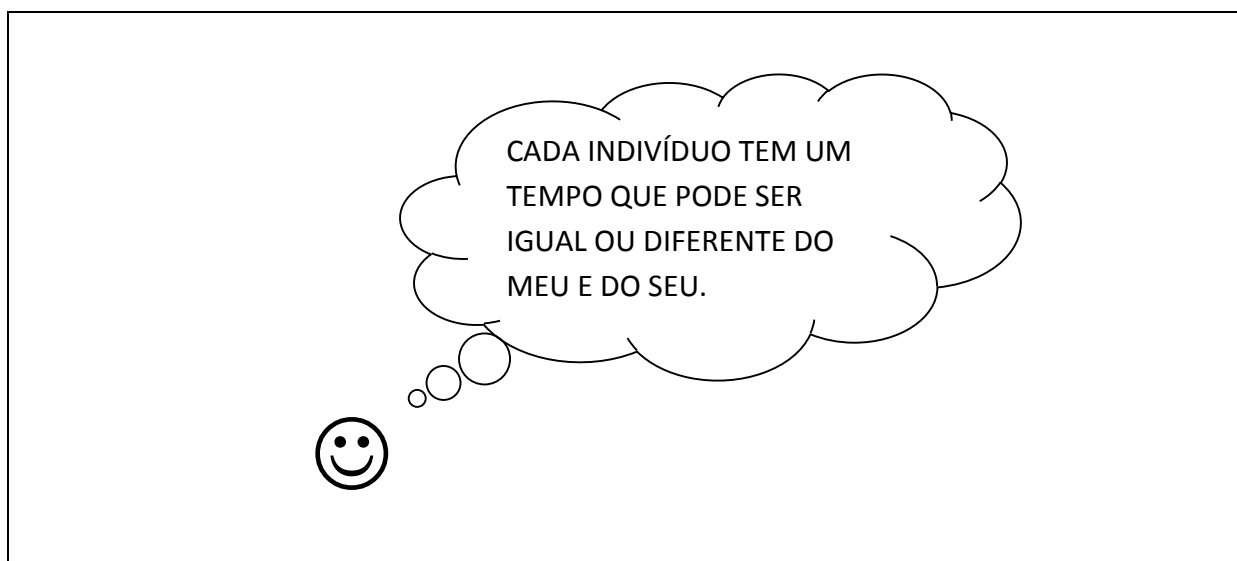 CADA INDIVÍDUO TEM UM
TEMPO QUE PODE SER
IGUAL OU DIFERENTE DO
MEU E DO SEU.